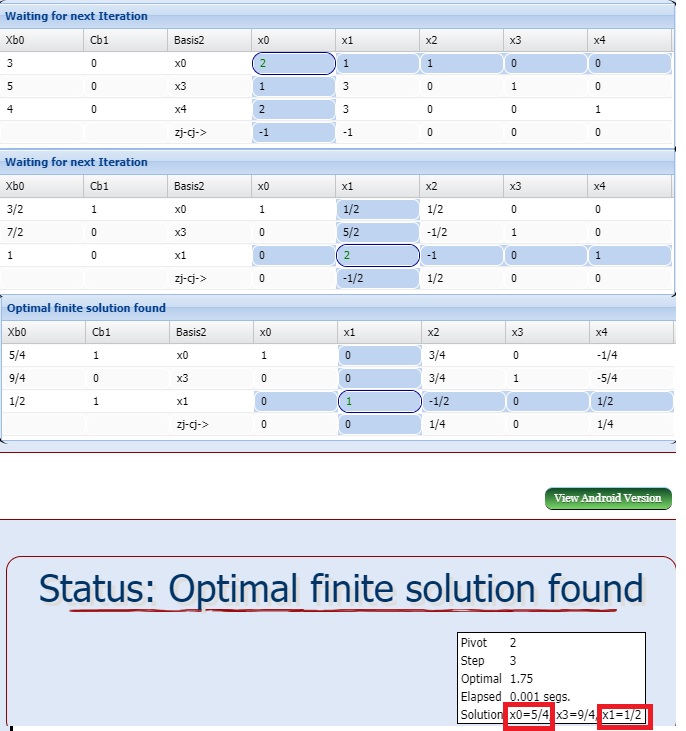 Waiting for next Iteration
Xb0 Cb1 Basis2 x0 x1 x2 x3 x4
3 0 x0 2 1 1 0 0
5 0 x3 1 3 0 1 0
4 0 x4 2 3 0 0 1
zj-cj-> -1 -1 0 0 0
Waiting for next Iteration
Xb0 Cb1 Basis2 x0 x1 x2 x3 x4
3/2 1 x0 1 1/2 1/2 0 0
7/2 0 x3 0 5/2 -1/2 1 0
1 0 x1 0 2 -1 0 1
zj-cj-> 0 -1/2 1/2 0 0
Optimal finite solution found
Xb0 Cb1 Basis2 x0 x1 x2 x3 x4
5/4 1 x0 1 0 3/4 0 -1/4
9/4 0 x3 0 0 3/4 1 -5/4
1/2 1 x1 0 1 -1/2 0 1/2
zj-cj-> 0 0 1/4 0 1/4
View Android Version
Status: Optimal finite solution found
Pivot 2
Step 3
Optimal 1.75
Elapsed 0.001 segs.
Solution x0=5/4, x3=9/4, x1=1/2